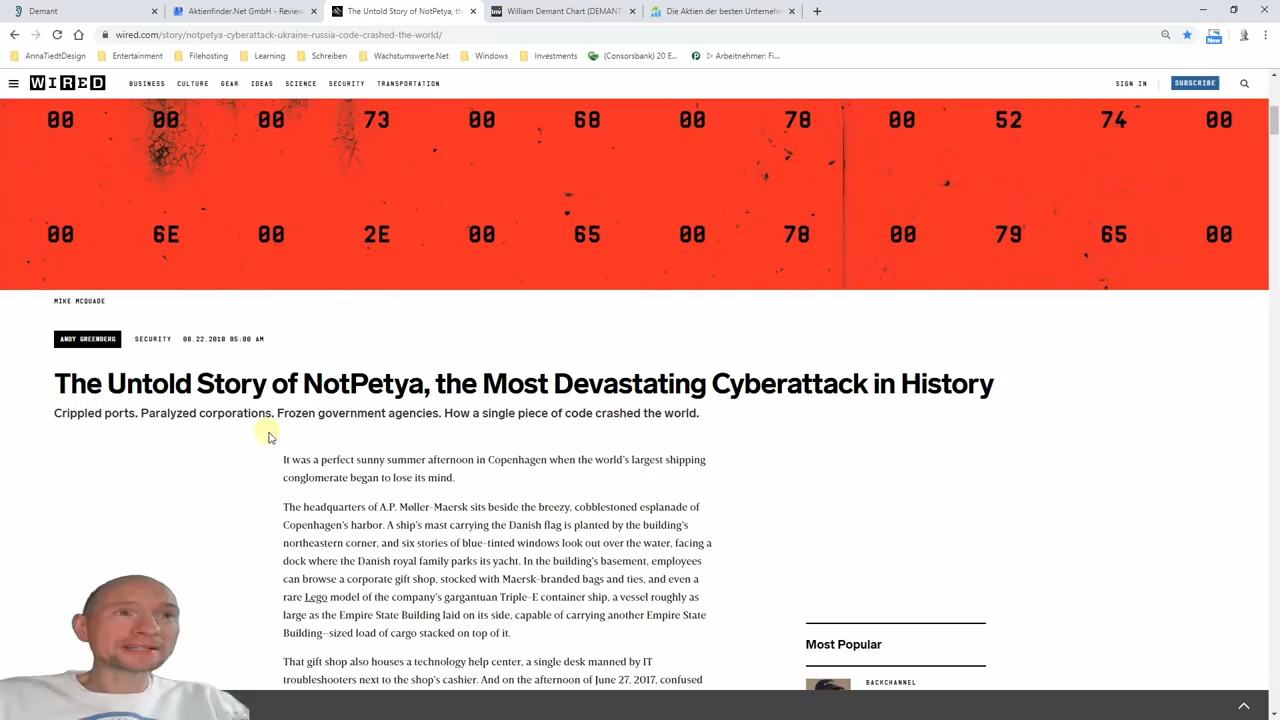 Demant
Aktienfinder.Net GmbH - Review
The Untold Story of NotPetya, the
William Demant Chart (DEMANT
Die Aktien der besten Unternehm
wired.com/story/notpetya-cyberattack-ukraine-russia-code-crashed-the-world/
New
AnnaTiedtDesign
Entertainment
Filehosting
Learning
Schreiben
Wachstumswerte.Net
Windows
Investments
(Consorsbank) 20 E...
▷ Arbeitnehmer: Fi...
WIRED
BUSINESS CULTURE GEAR IDEAS SCIENCE SECURITY TRANSPORTATION
SIGN IN
SUBSCRIBE
00 00 00 73 00 68 00 78 00 52 74 00
00 6E 00 2E 00 65 00 78 00 79 65 00
MIKE MCQUADE
ANDY GREENBERG SECURITY 08.22.2018 05:00 AM
The Untold Story of NotPetya, the Most Devastating Cyberattack in History
Crippled ports. Paralyzed corporations. Frozen government agencies. How a single piece of code crashed the world.
It was a perfect sunny summer afternoon in Copenhagen when the world's largest shipping
conglomerate began to lose its mind.
The headquarters of A.P. Møller-Maersk sits beside the breezy, cobblestoned esplanade of
Copenhagen's harbor. A ship's mast carrying the Danish flag is planted by the building's
northeastern corner, and six stories of blue-tinted windows look out over the water, facing a
dock where the Danish royal family parks its yacht. In the building's basement, employees
can browse a corporate gift shop, stocked with Maersk-branded bags and ties, and even a
rare Lego model of the company's gargantuan Triple-E container ship, a vessel roughly as
large as the Empire State Building laid on its side, capable of carrying another Empire State
Building–sized load of cargo stacked on top of it.
That gift shop also houses a technology help center, a single desk manned by IT
troubleshooters next to the shop's cashier. And on the afternoon of June 27, 2017, confused
Most Popular
BACKCHANNEL